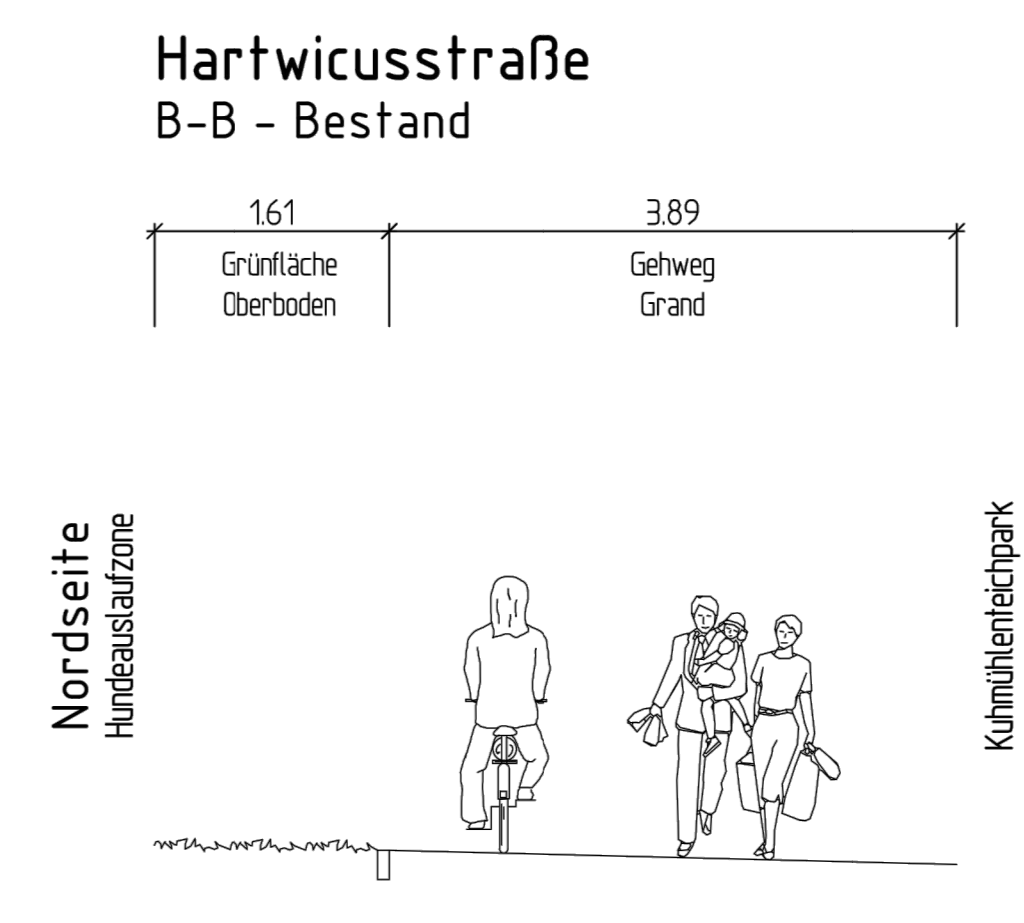 Hartwicusstraße
B-B - Bestand
1.61
3.89
Grünfläche
Oberboden
Gehweg
Grand
Nordseite
Hundeauslaufzone
Kuhmühlenteichpark